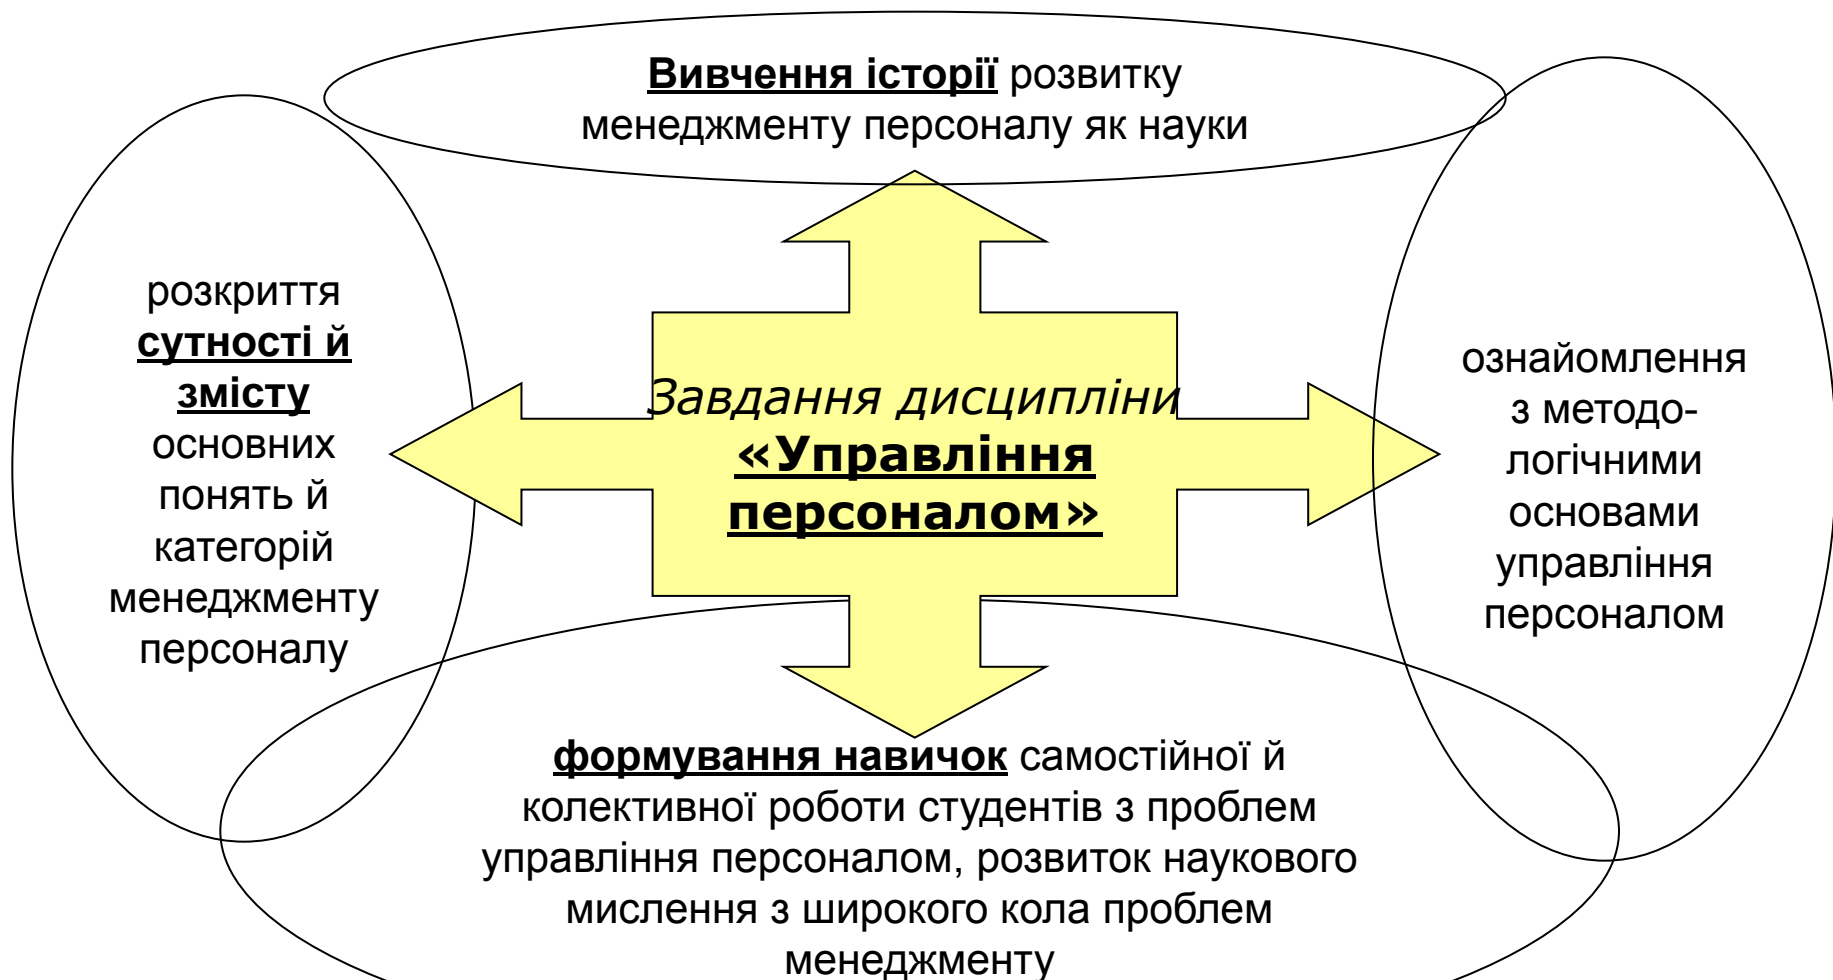 Вивчення історії розвитку
менеджменту персоналу як науки
розкриття
сутності й
змісту
основних
понять й
категорій
менеджменту
персоналу
Завдання дисципліни
«Управління
персоналом»
ознайомлення
з методо-
логічними
основами
управління
персоналом
формування навичок самостійної й
колективної роботи студентів з проблем
управління персоналом, розвиток наукового
мислення з широкого кола проблем
менеджменту